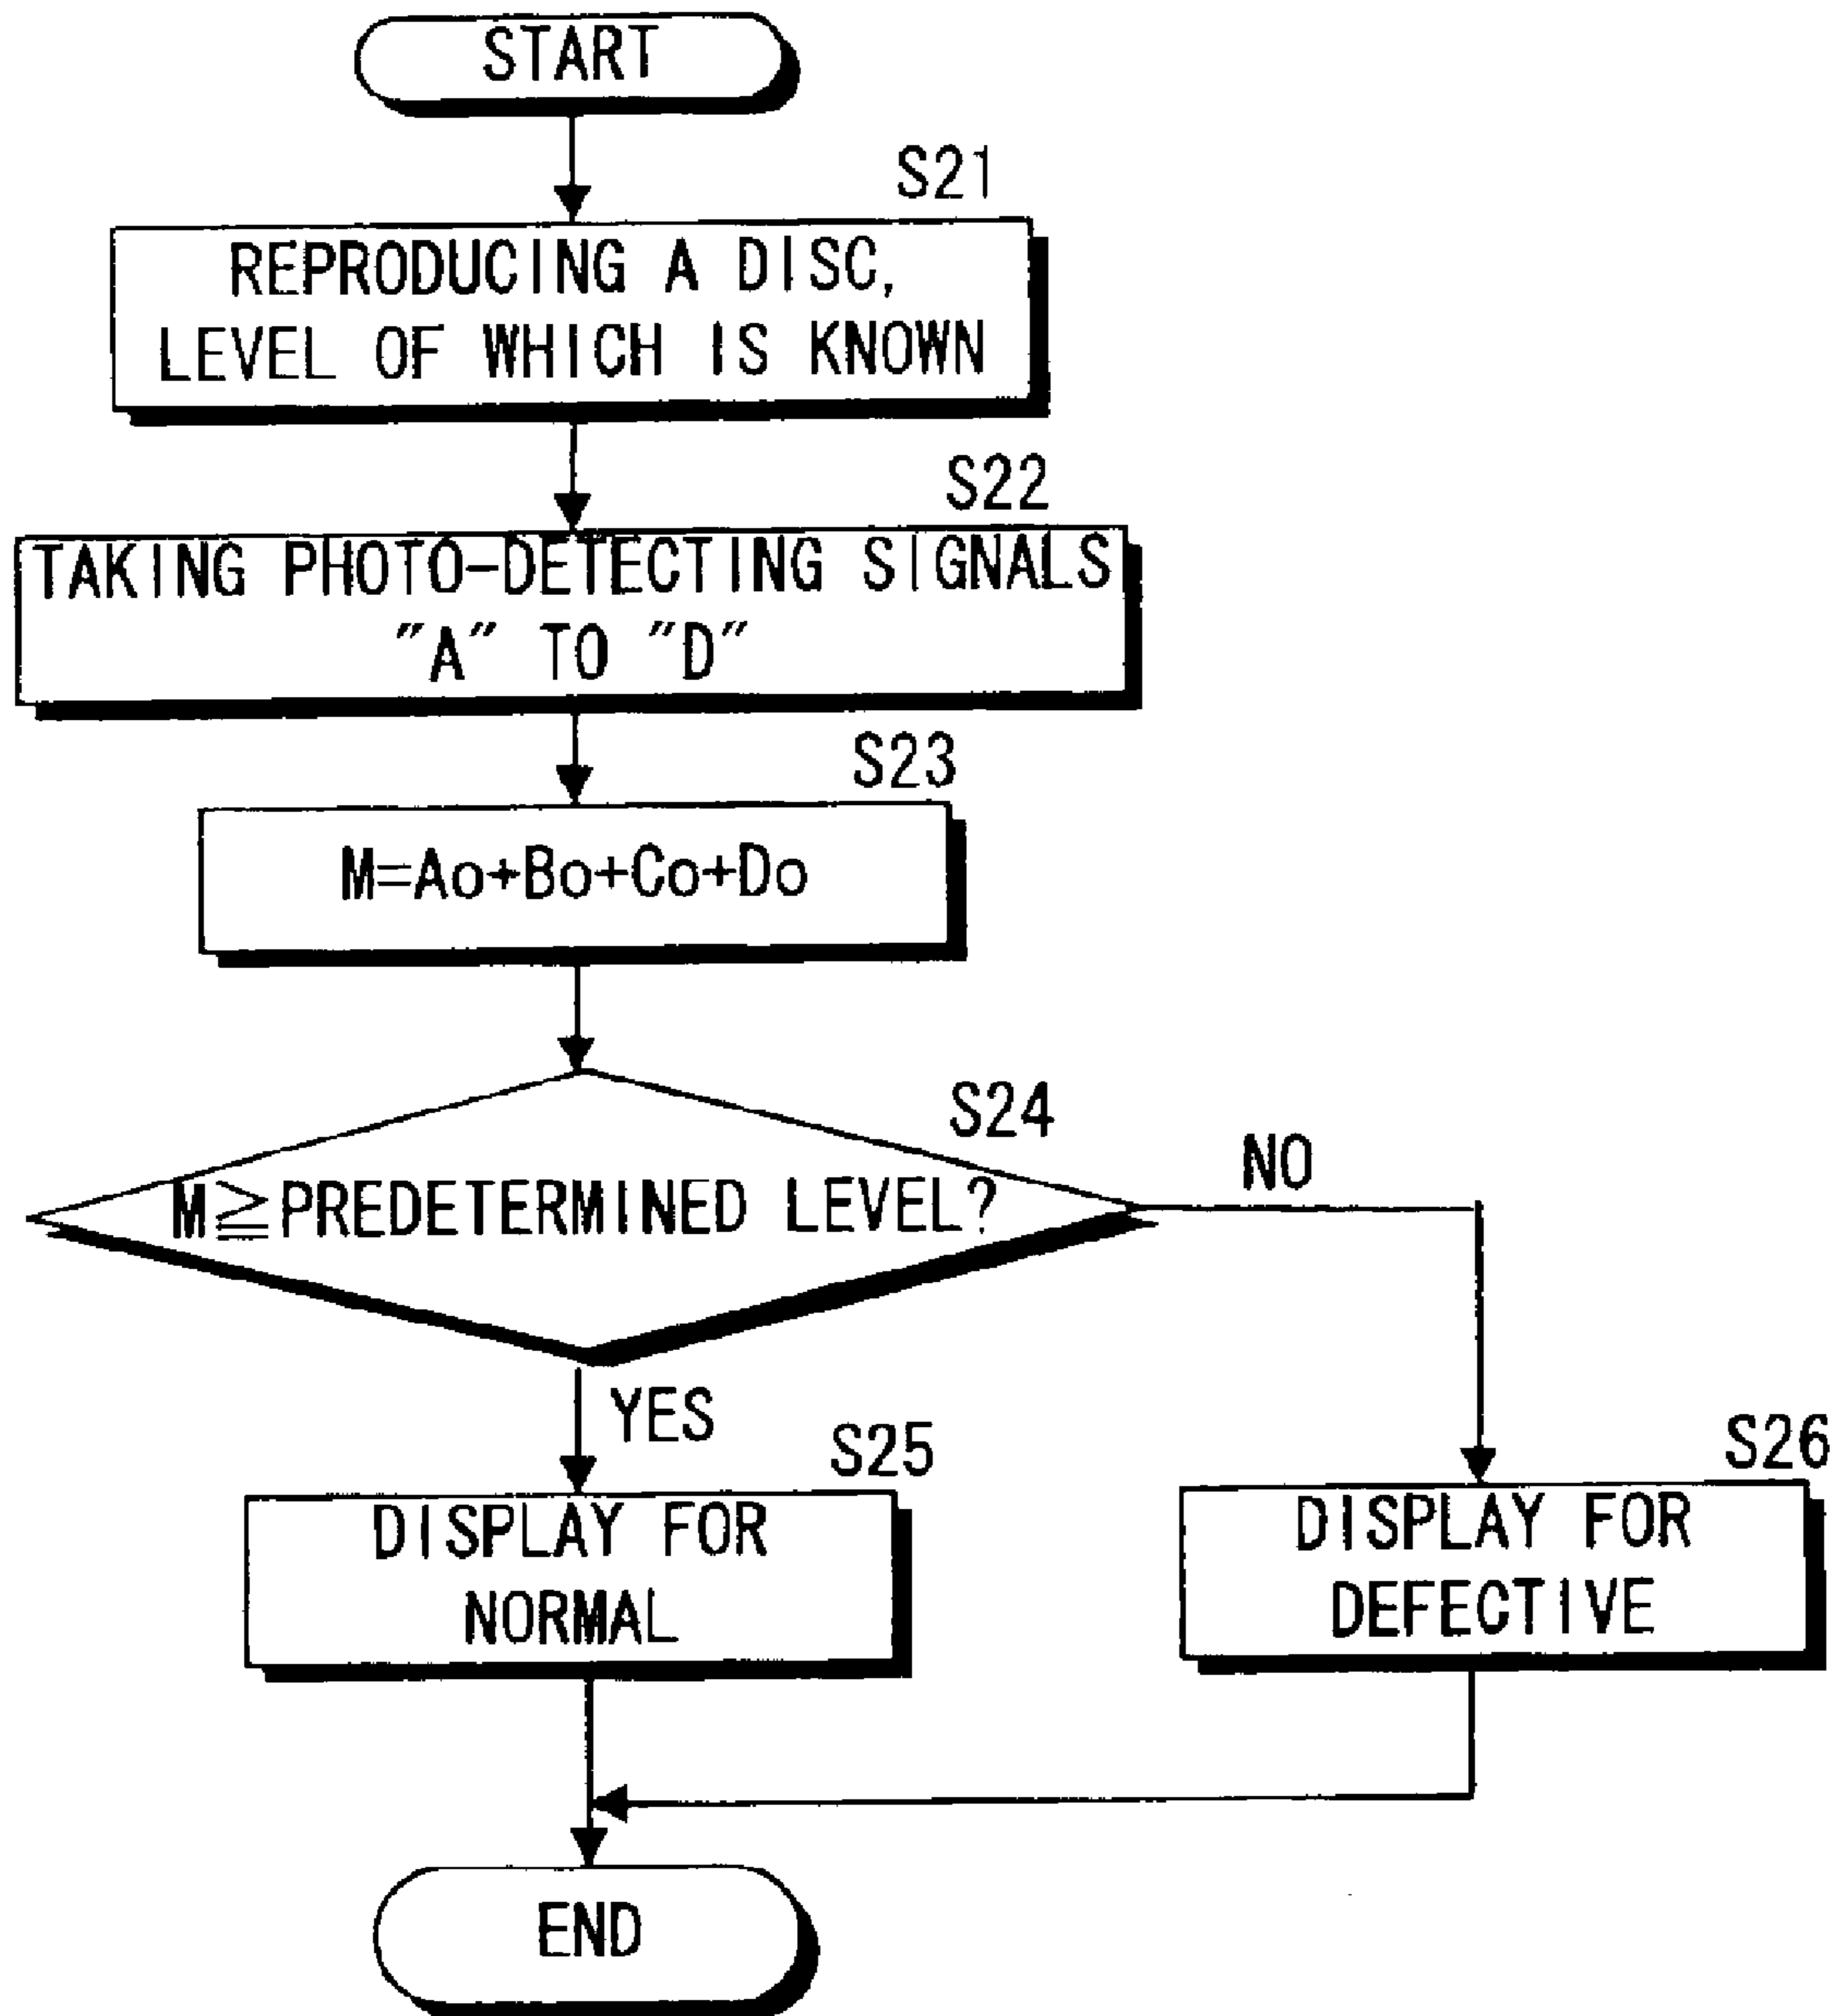 START
S21
REPRODUCING A DISC,
LEVEL OF WHICH IS KNOWN
S22
TAKING PHOTO-DETECTING SIGNALS
"A" TO "D"
S23
M=Ao+Bo+Co+Do
S24
M≧PREDETERMINED LEVEL?
NO
YES
S25
DISPLAY FOR
NORMAL
S26
DISPLAY FOR
DEFECTIVE
END